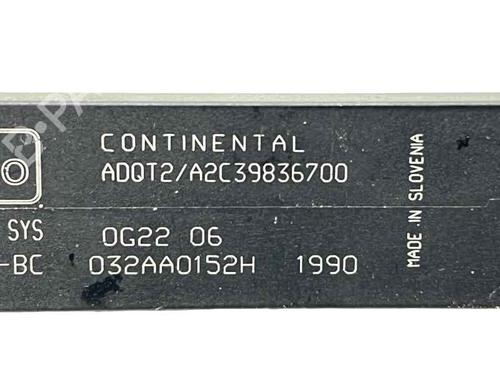 CONTINENTAL
ADQT2/A2C39836700
SYS 0G22 06
-BC 032AA0152H 1990
MADE IN SLOVENIA